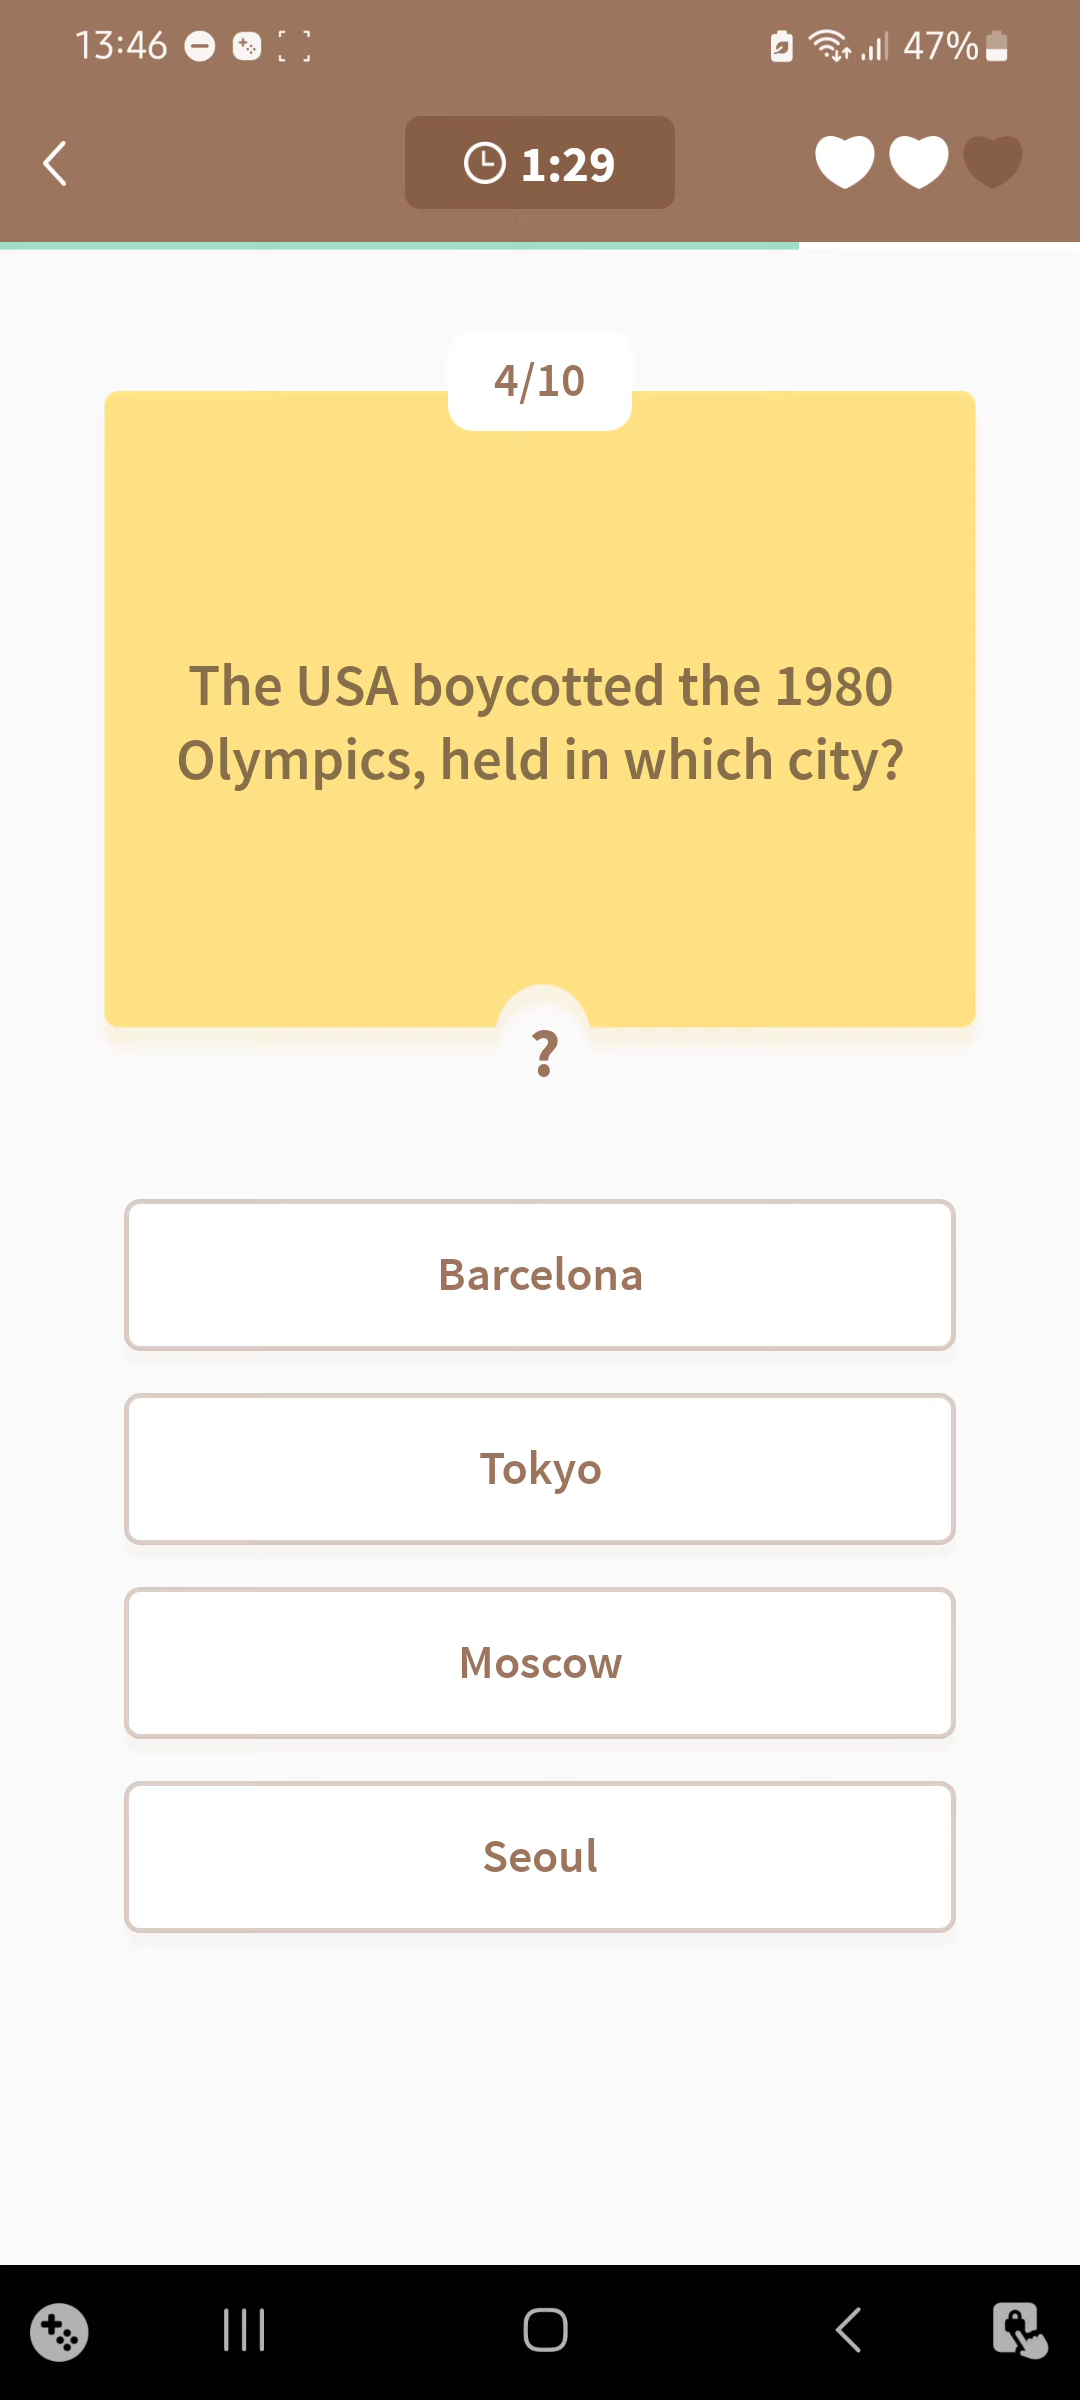 13:46
47%
1:29
4/10
The USA boycotted the 1980
Olympics, held in which city?
?
Barcelona
Tokyo
Moscow
Seoul